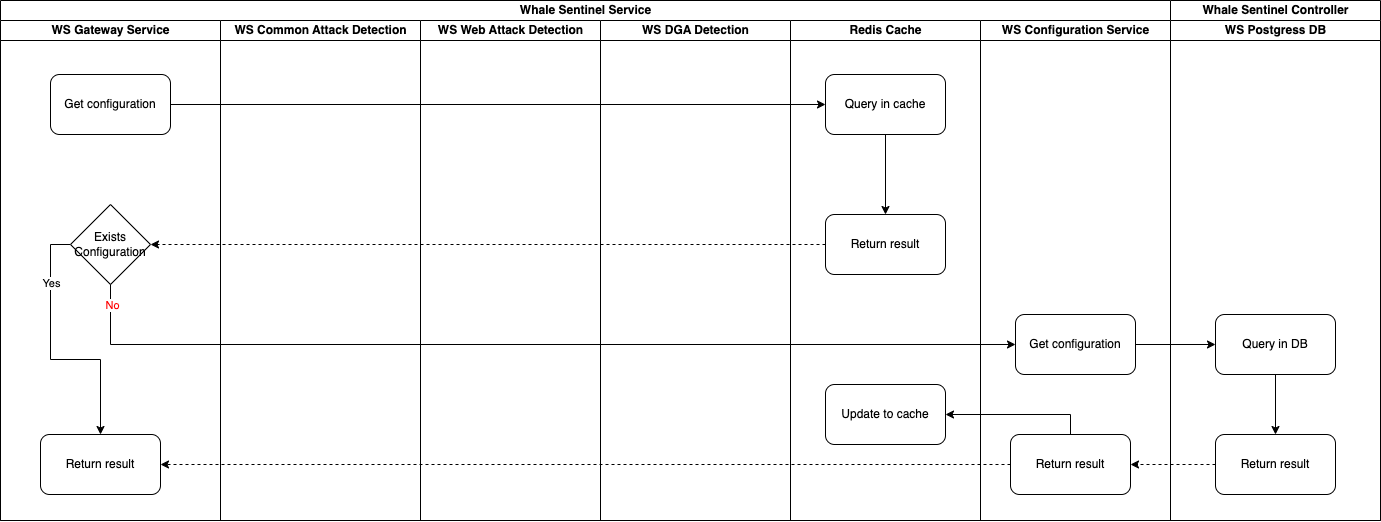 Whale Sentinel Service
Whale Sentinel Controller
WS Gateway Service
WS Common Attack Detection
WS Web Attack Detection
WS DGA Detection
Redis Cache
WS Configuration Service
WS Postgress DB
Get configuration
Query in cache
Exists
Configuration
Return result
Yes
No
Get configuration
Query in DB
Update to cache
Return result
Return result
Return result